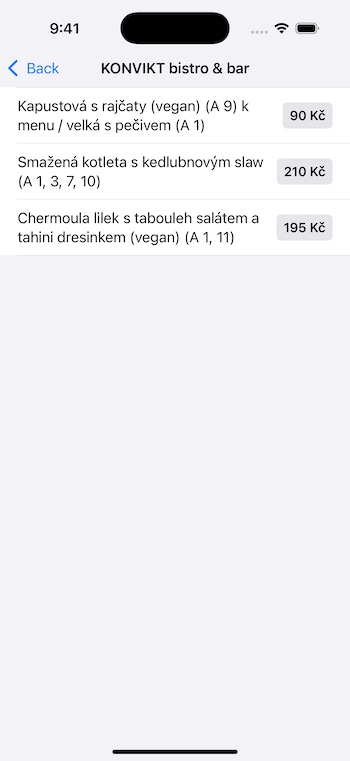 9:41
Back
KONVIKT bistro & bar
Kapustová s rajčaty (vegan) (A 9) k
menu / velká s pečivem (A 1)
90 Kč
Smažená kotleta s kedlubnovým slaw
(A 1, 3, 7, 10)
210 Kč
Chermoula lilek s tabouleh salátem a
tahini dresinkem (vegan) (A 1, 11)
195 Kč